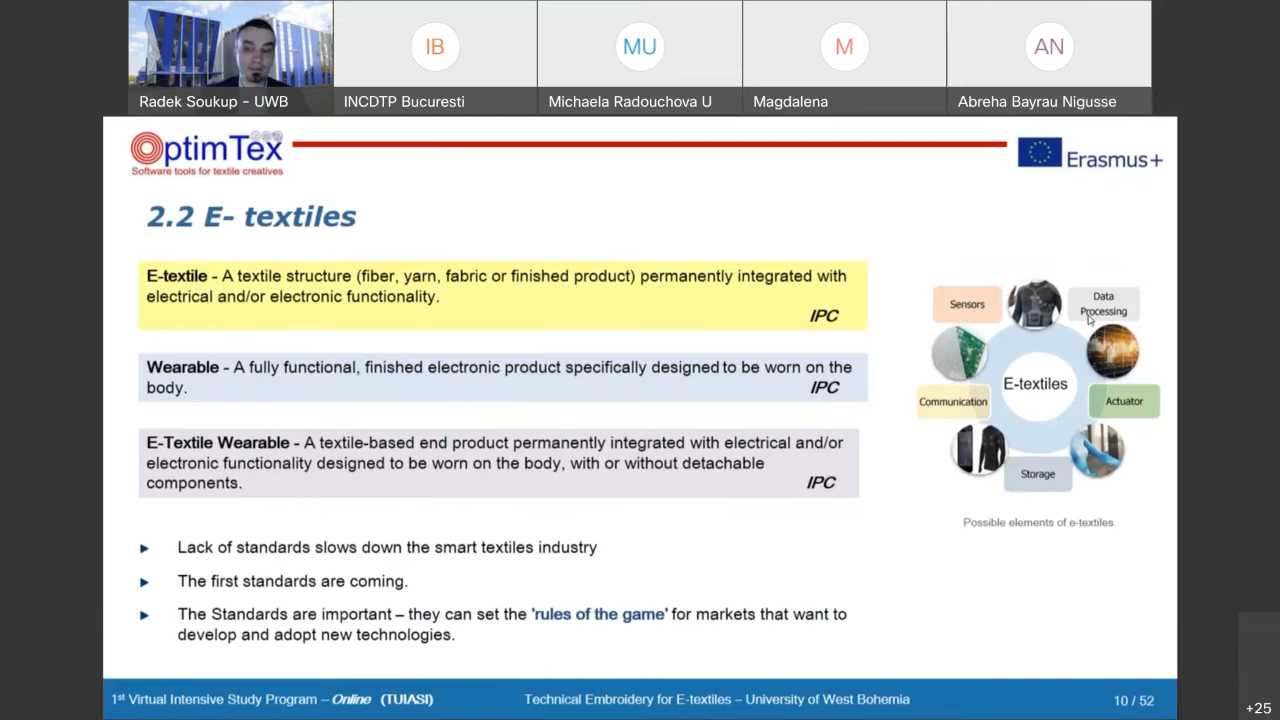 IB
MU
M
AN
Radek Soukup - UWB
INCDTP Bucuresti
Michaela Radouchova U
Magdalena
Abreha Bayrau Nigusse
OptimTex
Software tools for textile creatives
Erasmus+
2.2 E- textiles
E-textile - A textile structure (fiber, yarn, fabric or finished product) permanently integrated with
electrical and/or electronic functionality.
IPC
Wearable - A fully functional, finished electronic product specifically designed to be worn on the
body.
IPC
E-Textile Wearable - A textile-based end product permanently integrated with electrical and/or
electronic functionality designed to be worn on the body, with or without detachable
components.
IPC
Sensors
Data
Processing
E-textiles
Communication
Actuator
Storage
Possible elements of e-textiles.
► Lack of standards slows down the smart textiles industry
► The first standards are coming.
► The Standards are important – they can set the 'rules of the game' for markets that want to
develop and adopt new technologies.
1st Virtual Intensive Study Program – Online (TUIASI)
Technical Embroidery for E-textiles – University of West Bohemia
10 / 52
+25